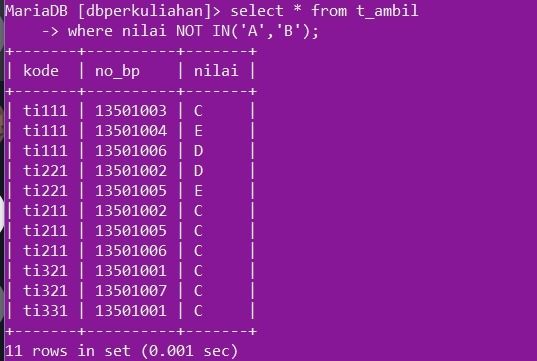 MariaDB [dbperkuliahan]> select * from t_ambil
    -> where nilai NOT IN('A','B');
+-------+----------+-------+
| kode  | no_bp    | nilai |
+-------+----------+-------+
| ti111 | 13501003 | C     |
| ti111 | 13501004 | E     |
| ti111 | 13501006 | D     |
| ti221 | 13501002 | D     |
| ti221 | 13501005 | E     |
| ti211 | 13501002 | C     |
| ti211 | 13501005 | C     |
| ti211 | 13501006 | C     |
| ti321 | 13501001 | C     |
| ti321 | 13501007 | C     |
| ti331 | 13501001 | C     |
+-------+----------+-------+
11 rows in set (0.001 sec)